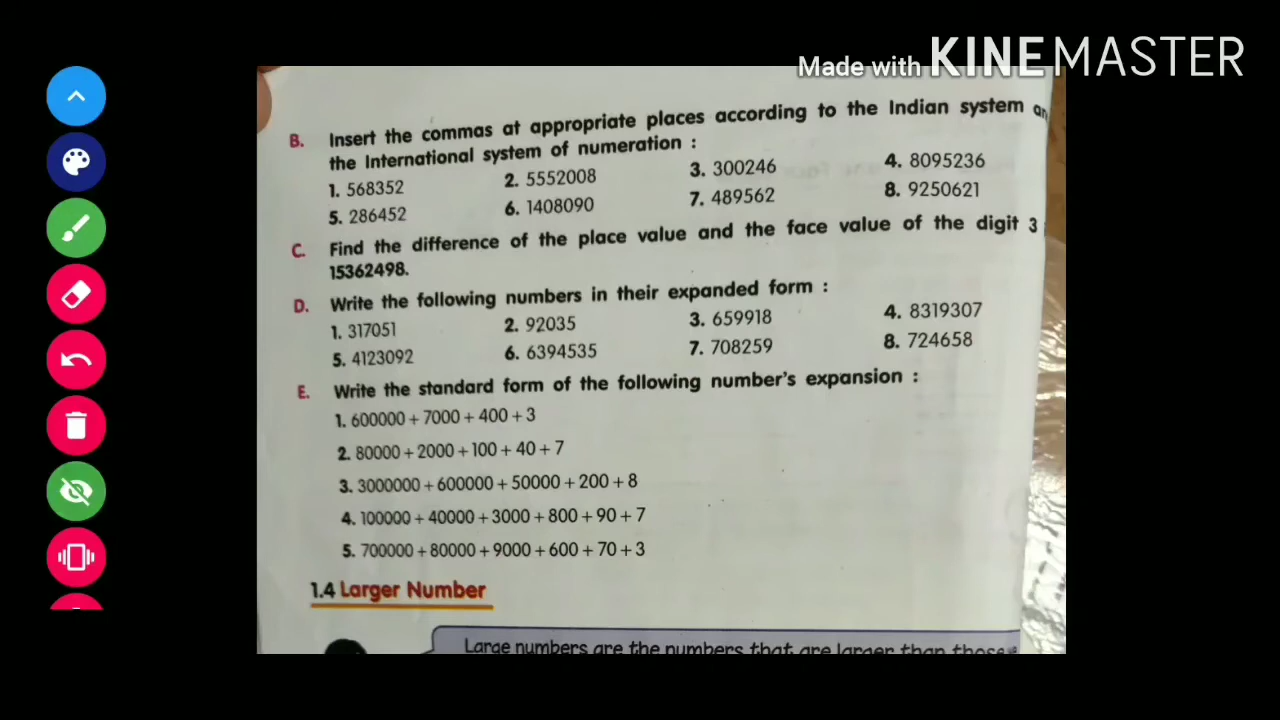 Made with KINEMASTER
B. Insert the commas at appropriate places according to the Indian system
the International system of numeration :
1. 568352 2. 5552008 3. 300246 4. 8095236
5. 286452 6. 1408090 7. 489562 8. 9250621
C. Find the difference of the place value and the face value of the digit 3
15362498.
D. Write the following numbers in their expanded form :
1. 317051 2. 92035 3. 659918 4. 8319307
5. 4123092 6. 6394535 7. 708259 8. 724658
E. Write the standard form of the following number's expansion :
1. 600000 + 7000 + 400 + 3
2. 80000 + 2000 + 100 + 40 + 7
3. 3000000 + 600000 + 50000 + 200 + 8
4. 100000 + 40000 + 3000 + 800 + 90 + 7
5. 700000 + 80000 + 9000 + 600 + 70 + 3
1.4 Larger Number
Large numbers are the numbers that are larger than those